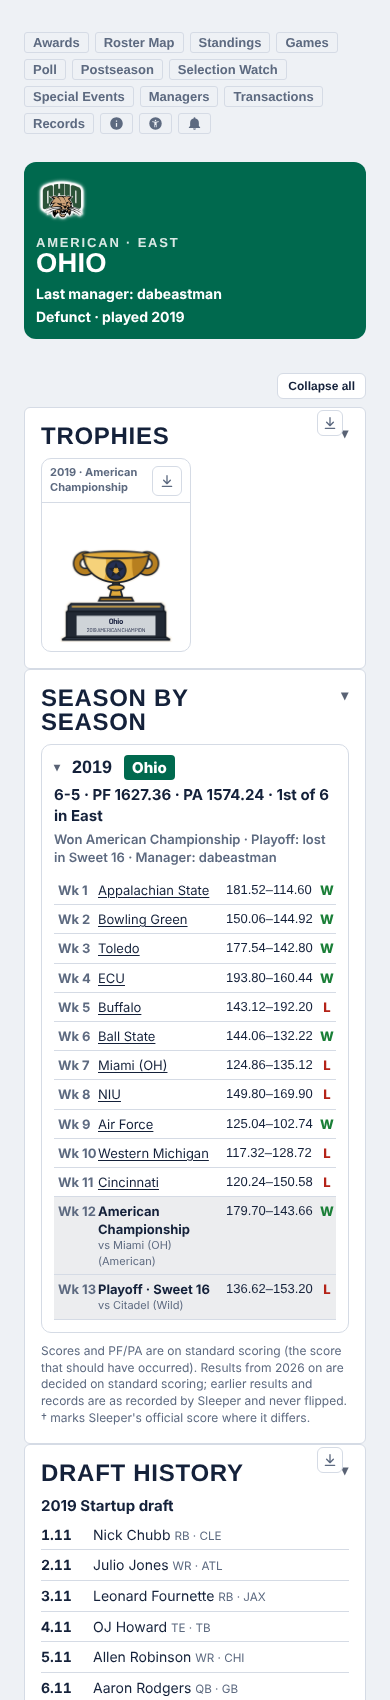 Awards Roster Map Standings Games
Poll Postseason Selection Watch
Special Events Managers Transactions
Records
OHIO
AMERICAN · EAST
OHIO
Last manager: dabeastman
Defunct · played 2019
Collapse all
TROPHIES ▼
2019 · American
Championship
Ohio
2019 AMERICAN CHAMPION
SEASON BY ▼
SEASON
▼ 2019 Ohio
6-5 · PF 1627.36 · PA 1574.24 · 1st of 6
in East
Won American Championship · Playoff: lost
in Sweet 16 · Manager: dabeastman
Wk 1 Appalachian State 181.52–114.60 W
Wk 2 Bowling Green 150.06–144.92 W
Wk 3 Toledo 177.54–142.80 W
Wk 4 ECU 193.80–160.44 W
Wk 5 Buffalo 143.12–192.20 L
Wk 6 Ball State 144.06–132.22 W
Wk 7 Miami (OH) 124.86–135.12 L
Wk 8 NIU 149.80–169.90 L
Wk 9 Air Force 125.04–102.74 W
Wk 10 Western Michigan 117.32–128.72 L
Wk 11 Cincinnati 120.24–150.58 L
Wk 12 American 179.70–143.66 W
Championship
vs Miami (OH)
(American)
Wk 13 Playoff · Sweet 16 136.62–153.20 L
vs Citadel (Wild)
Scores and PF/PA are on standard scoring (the score
that should have occurred). Results from 2026 on are
decided on standard scoring; earlier results and
records are as recorded by Sleeper and never flipped.
† marks Sleeper's official score where it differs.
DRAFT HISTORY ▼
2019 Startup draft
1.11 Nick Chubb RB · CLE
2.11 Julio Jones WR · ATL
3.11 Leonard Fournette RB · JAX
4.11 OJ Howard TE · TB
5.11 Allen Robinson WR · CHI
6.11 Aaron Rodgers QB · GB